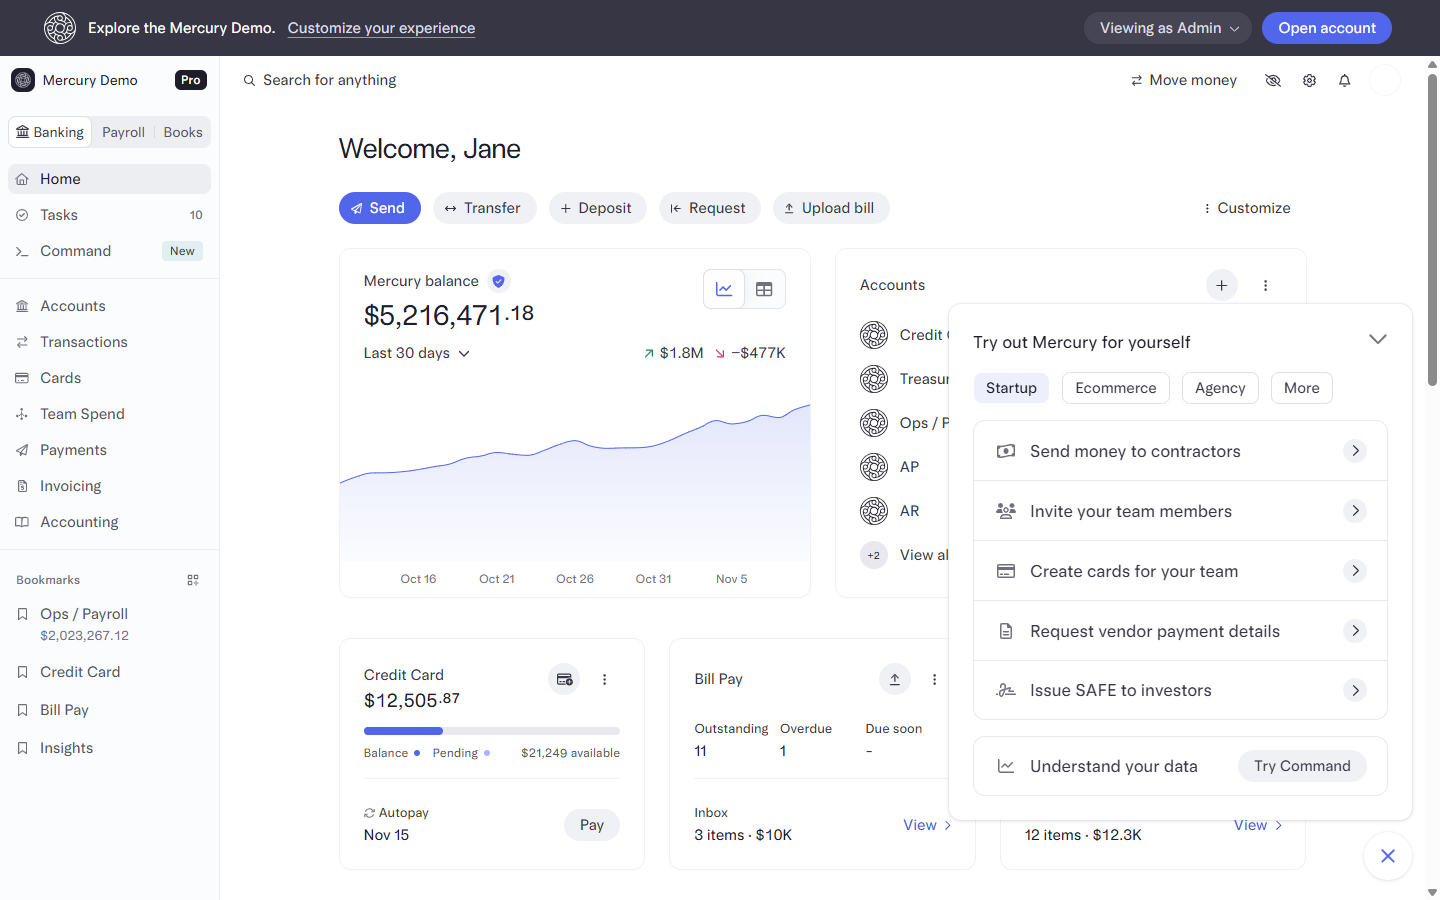 Explore the Mercury Demo. Customize your experience
Viewing as Admin
Open account
Mercury Demo
Pro
Search for anything
Move money
Banking
Payroll
Books
Home
Tasks
10
Command
New
Accounts
Transactions
Cards
Team Spend
Payments
Invoicing
Accounting
Bookmarks
Ops / Payroll
$2,023,267.12
Credit Card
Bill Pay
Insights
Welcome, Jane
Send
Transfer
Deposit
Request
Upload bill
Customize
Mercury balance
$5,216,471.18
Last 30 days
$1.8M
−$477K
Oct 16
Oct 21
Oct 26
Oct 31
Nov 5
Accounts
Credit
Ops / P
AP
AR
+2
View al
Credit Card
$12,505.87
Balance
Pending
$21,249 available
Autopay
Nov 15
Pay
Bill Pay
Outstanding
Overdue
Due soon
11
1
–
Inbox
3 items · $10K
View
12 items · $12.3K
View
Try out Mercury for yourself
Startup
Ecommerce
Agency
More
Send money to contractors
Invite your team members
Create cards for your team
Request vendor payment details
Issue SAFE to investors
Understand your data
Try Command